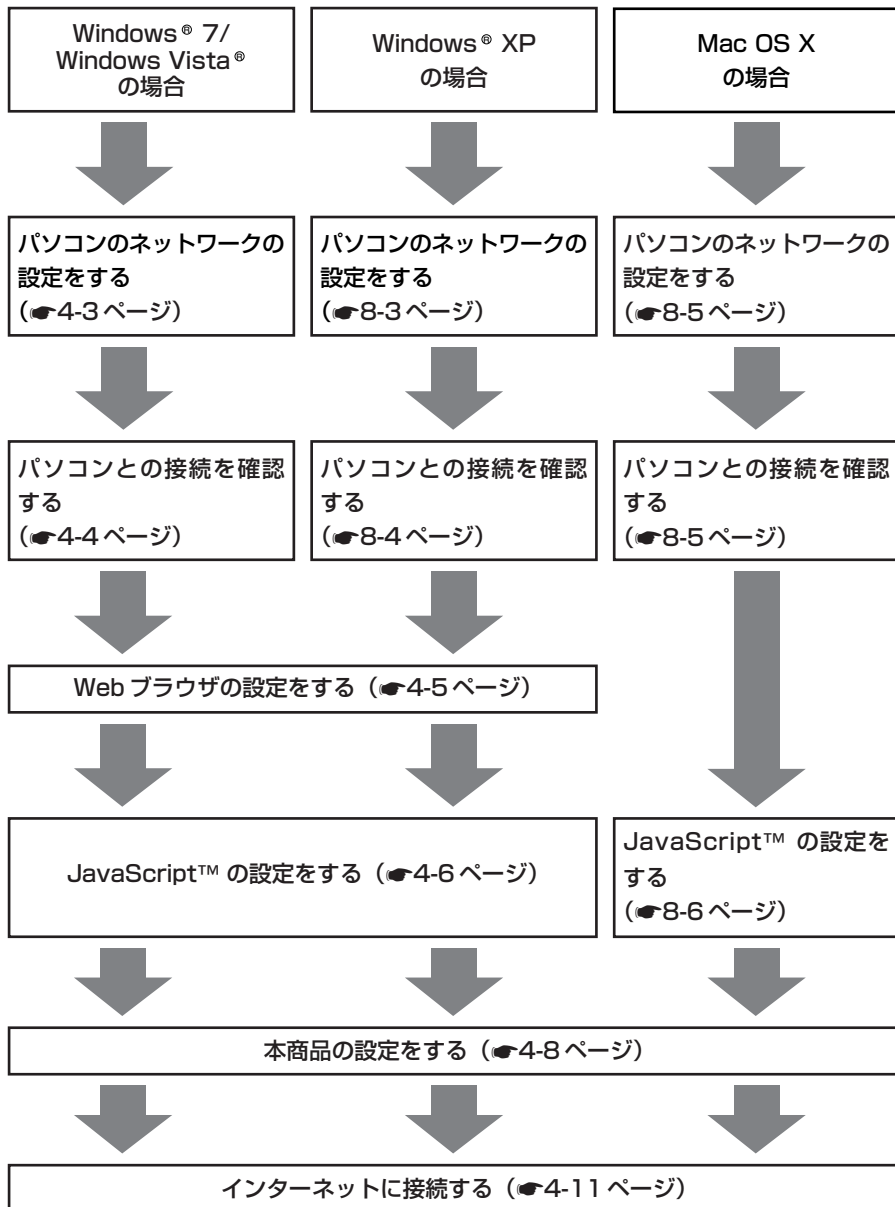 Windows® 7/
Windows Vista®
の場合
Windows® XP
の場合
Mac OS X
の場合
パソコンのネットワークの
設定をする
（☛4-3ページ）
パソコンのネットワークの
設定をする
（☛8-3ページ）
パソコンのネットワークの
設定をする
（☛8-5ページ）
パソコンとの接続を確認
する
（☛4-4ページ）
パソコンとの接続を確認
する
（☛8-4ページ）
パソコンとの接続を確認
する
（☛8-5ページ）
Web ブラウザの設定をする（☛4-5ページ）
JavaScript™ の設定をする（☛4-6ページ）
JavaScript™ の設定を
する
（☛8-6ページ）
本商品の設定をする（☛4-8ページ）
インターネットに接続する（☛4-11ページ）